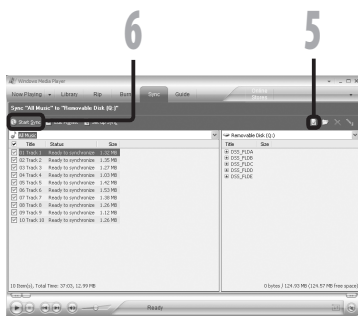 6
5
Windows Media Player
Now Playing Library Rip Burn Sync Guide
Sync "All Music" to "Removable Disk (Q:)"
Start Sync
All Music
Removable Disk (Q:)
Title Status Size
Title Size
01 Track 1 Ready to synchronize 1.32 MB
02 Track 2 Ready to synchronize 1.35 MB
03 Track 3 Ready to synchronize 1.27 MB
04 Track 4 Ready to synchronize 1.03 MB
05 Track 5 Ready to synchronize 1.42 MB
06 Track 6 Ready to synchronize 1.53 MB
07 Track 7 Ready to synchronize 1.38 MB
08 Track 8 Ready to synchronize 1.26 MB
09 Track 9 Ready to synchronize 1.12 MB
10 Track 10 Ready to synchronize 1.26 MB
DSS_FLDA
DSS_FLDB
DSS_FLDC
DSS_FLDD
DSS_FLDE
10 Item(s), Total Time: 37:03, 12.99 MB
0 bytes / 124.93 MB (124.57 MB free space)
Ready